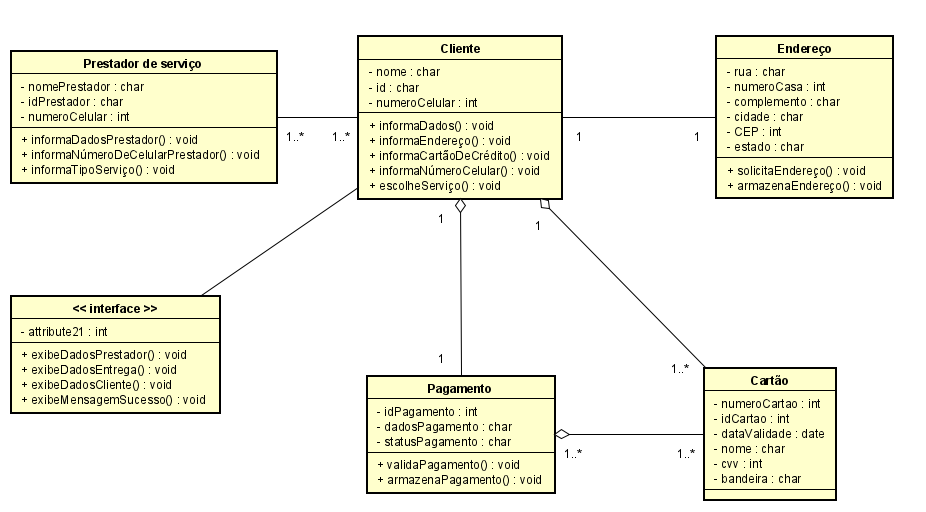 Prestador de serviço
- nomePrestador : char
- idPrestador : char
- numeroCelular : int
+ informaDadosPrestador() : void
+ informaNúmeroDeCelularPrestador() : void
+ informaTipoServiço() : void
1..*
1..*
Cliente
- nome : char
- id : char
- numeroCelular : int
+ informaDados() : void
+ informaEndereço() : void
+ informaCartãoDeCrédito() : void
+ informaNúmeroCelular() : void
+ escolheServiço() : void
1
1
Endereço
- rua : char
- numeroCasa : int
- complemento : char
- cidade : char
- CEP : int
- estado : char
+ solicitaEndereço() : void
+ armazenaEndereço() : void
1
1
<< interface >>
- attribute21 : int
+ exibeDadosPrestador() : void
+ exibeDadosEntrega() : void
+ exibeDadosCliente() : void
+ exibeMensagemSucesso() : void
1
1..*
Pagamento
- idPagamento : int
- dadosPagamento : char
- statusPagamento : char
+ validaPagamento() : void
+ armazenaPagamento() : void
1..*
1..*
Cartão
- numeroCartao : int
- idCartao : int
- dataValidade : date
- nome : char
- cvv : int
- bandeira : char